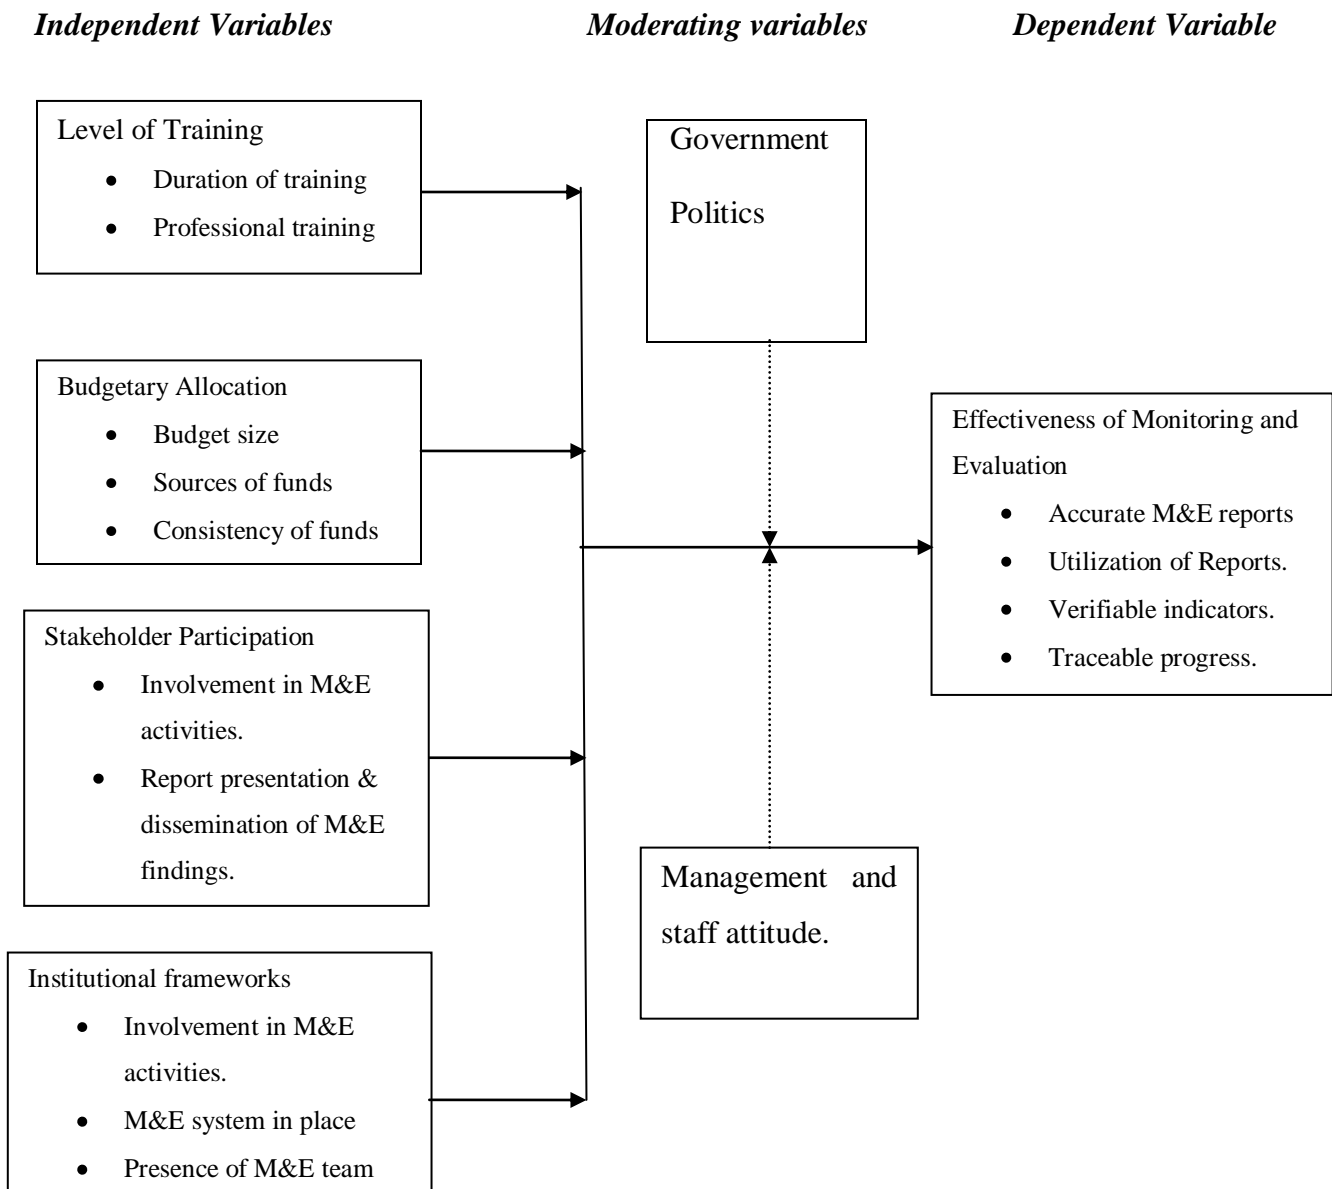 Independent Variables
Moderating variables
Dependent Variable
Level of Training
• Duration of training
• Professional training
Budgetary Allocation
• Budget size
• Sources of funds
• Consistency of funds
Stakeholder Participation
• Involvement in M&E
activities.
• Report presentation &
dissemination of M&E
findings.
Institutional frameworks
• Involvement in M&E
activities.
• M&E system in place
• Presence of M&E team
Government
Politics
Management and
staff attitude.
Effectiveness of Monitoring and
Evaluation
• Accurate M&E reports
• Utilization of Reports.
• Verifiable indicators.
• Traceable progress.